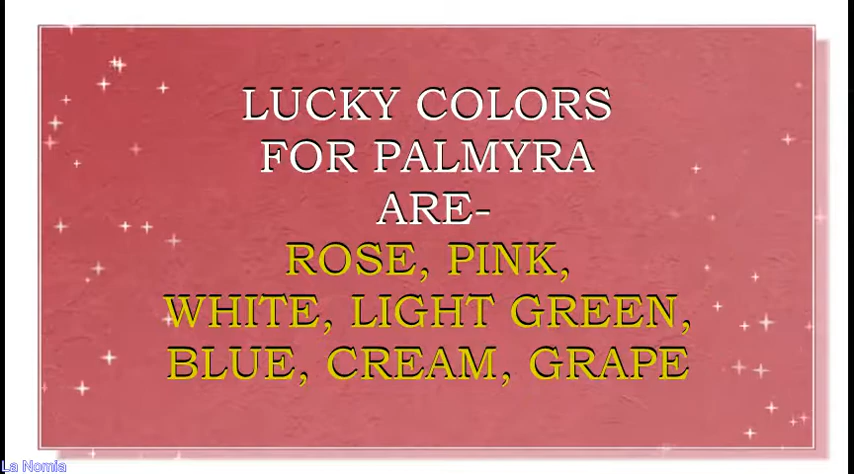 LUCKY COLORS
FOR PALMYRA
ARE-
ROSE, PINK,
WHITE, LIGHT GREEN,
BLUE, CREAM, GRAPE
La Nomia